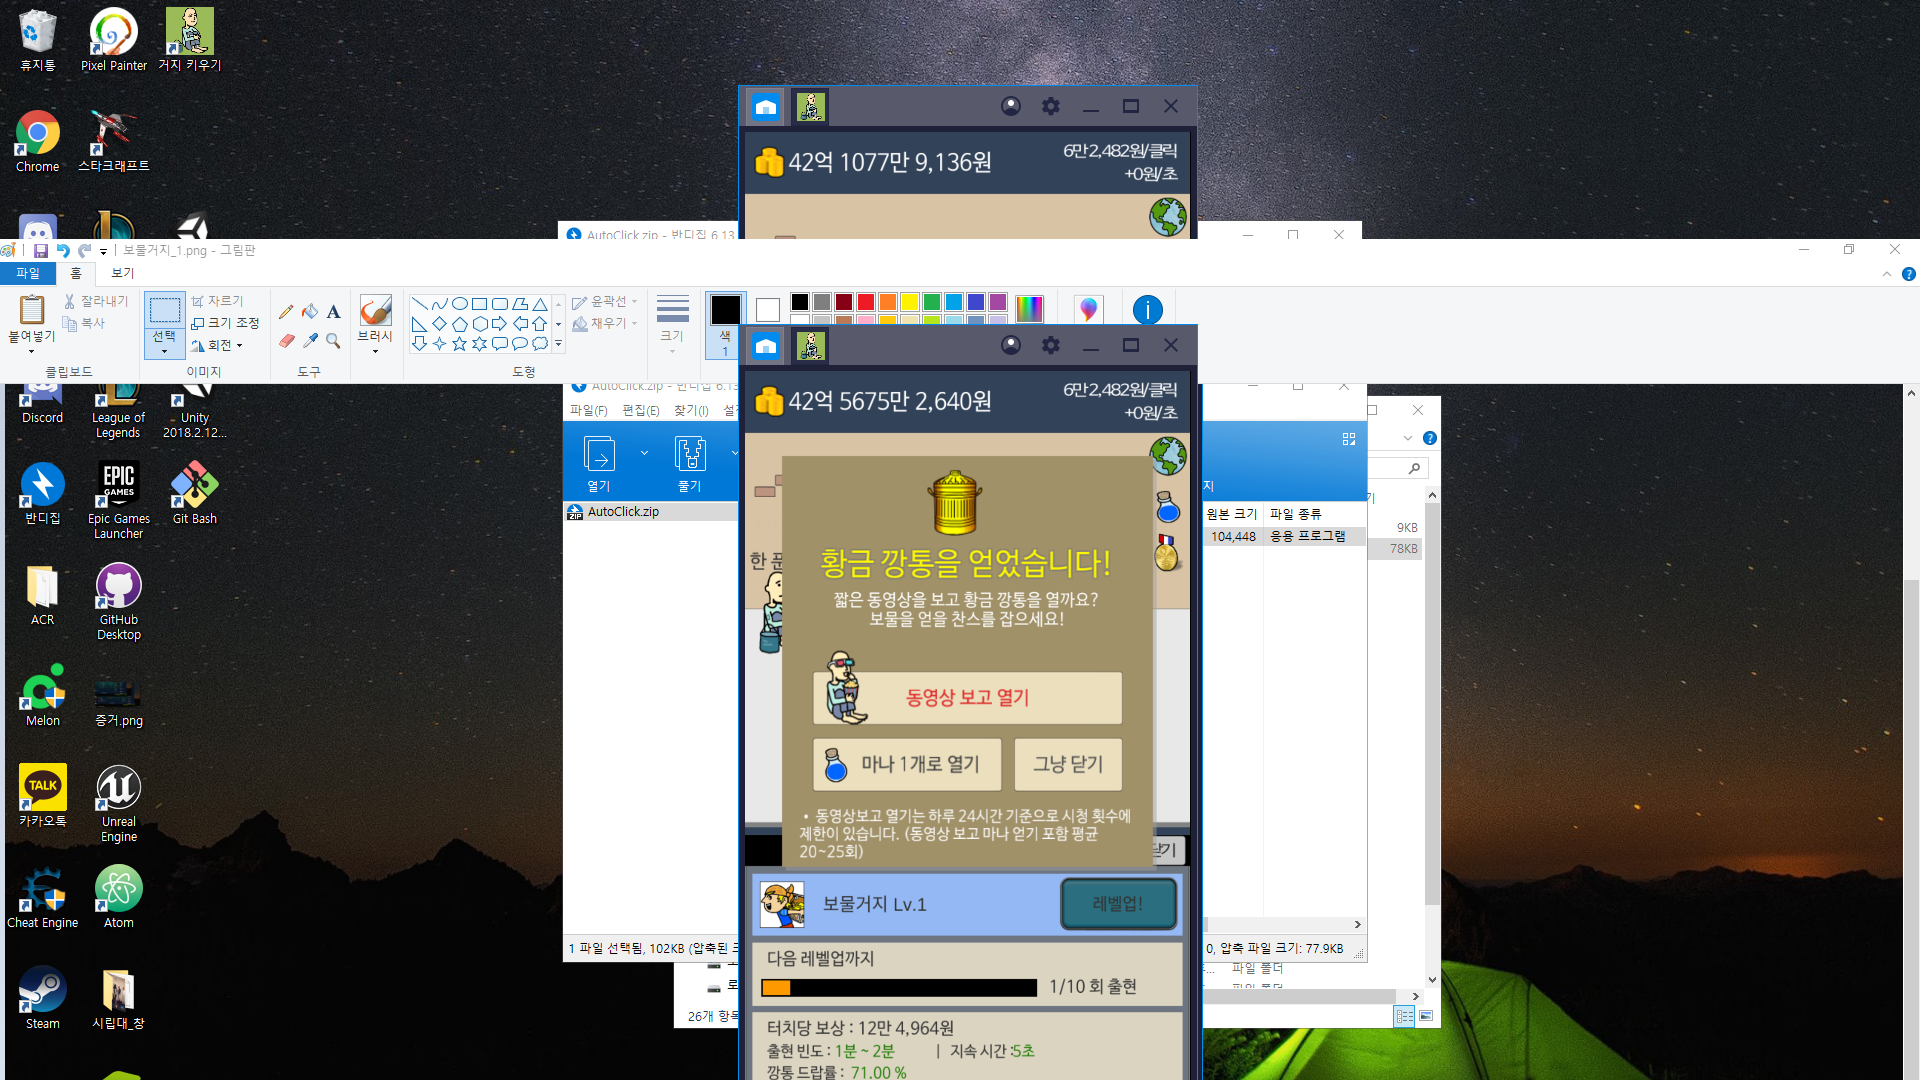 휴지통
Pixel Painter
거지 키우기
Chrome
스타크래프트
42억 1077만 9,136원
6만2,482원/클릭
+0원/초
AutoClick.zip - 반디집 6.13
보물거지_1.png - 그림판
파일
홈
보기
붙여넣기
잘라내기
복사
클립보드
선택
자르기
크기 조정
회전
이미지
도구
브러시
도형
윤곽선
채우기
크기
색
1
42억 5675만 2,640원
6만2,482원/클릭
+0원/초
Discord
League of
Legends
Unity
2018.2.12...
반디집
EPIC
GAMES
Epic Games
Launcher
Git Bash
ACR
GitHub
Desktop
Melon
증거.png
TALK
카카오톡
Unreal
Engine
Cheat Engine
Atom
Steam
시립대_창
AutoClick.zip - 반디집 6.13
파일(F)
편집(E)
찾기(I)
열기
풀기
ZIP
AutoClick.zip
원본 크기
파일 종류
104,448
응용 프로그램
9KB
78KB
1 파일 선택됨, 102KB (압축된
0, 압축 파일 크기: 77.9KB
파일 폴더
파일 폴더
26개 항목
한 푼
황금 깡통을 얻었습니다!
짧은 동영상을 보고 황금 깡통을 열까요?
보물을 얻을 찬스를 잡으세요!
동영상 보고 열기
마나 1개로 열기
그냥 닫기
• 동영상보고 열기는 하루 24시간 기준으로 시청 횟수에
제한이 있습니다. (동영상 보고 마나 얻기 포함 평균
20~25회)
닫기
보물거지 Lv.1
레벨업!
다음 레벨업까지
1/10 회 출현
터치당 보상 : 12만 4,964원
출현 빈도 : 1분 ~ 2분 | 지속 시간 :5초
깡통 드랍률 : 71.00 %